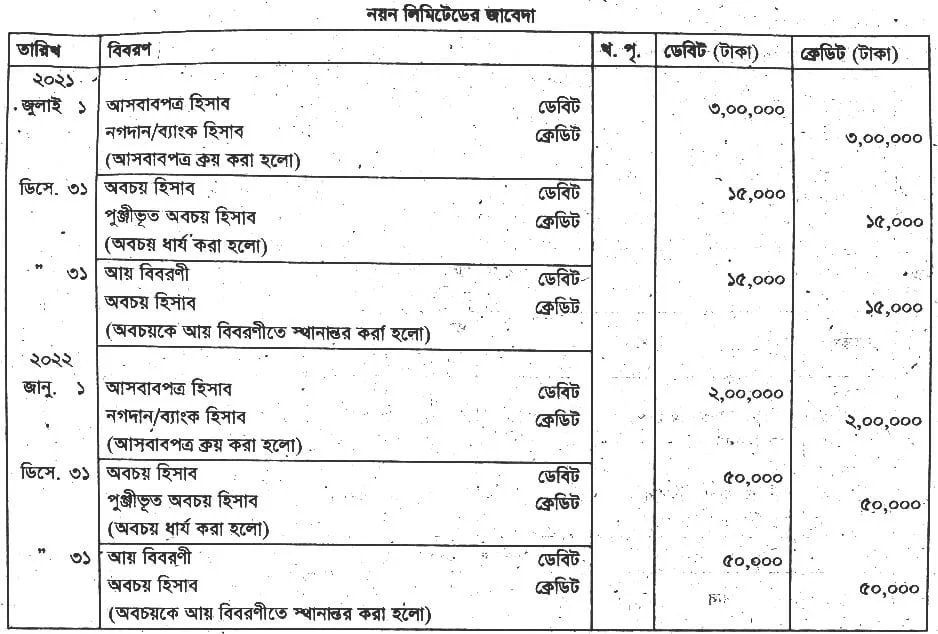 নয়ন লিমিটেডের জাবেদা
তারিখ বিবরণ খ. পৃ. ডেবিট (টাকা) ক্রেডিট (টাকা)
২০২১
জুলাই ১ আসবাবপত্র হিসাব ডেবিট ৩,০০,০০০
নগদান/ব্যাংক হিসাব ক্রেডিট ৩,০০,০০০
(আসবাবপত্র ক্রয় করা হলো)
ডিসে. ৩১ অবচয় হিসাব ডেবিট ১৫,০০০
পুঞ্জীভূত অবচয় হিসাব ক্রেডিট ১৫,০০০
(অবচয় ধার্য করা হলো)
" ৩১ আয় বিবরণী ডেবিট ১৫,০০০
অবচয় হিসাব ক্রেডিট ১৫,০০০
(অবচয়কে আয় বিবরণীতে স্থানান্তর করা হলো)
২০২২
জানু. ১ আসবাবপত্র হিসাব ডেবিট ২,০০,০০০
নগদান/ব্যাংক হিসাব ক্রেডিট ২,০০,০০০
(আসবাবপত্র ক্রয় করা হলো)
ডিসে. ৩১ অবচয় হিসাব ডেবিট ৫০,০০০
পুঞ্জীভূত অবচয় হিসাব ক্রেডিট ৫০,০০০
(অবচয় ধার্য করা হলো)
" ৩১ আয় বিবরণী ডেবিট ৫০,০০০
অবচয় হিসাব ক্রেডিট ৫০,০০০
(অবচয়কে আয় বিবরণীতে স্থানান্তর করা হলো)